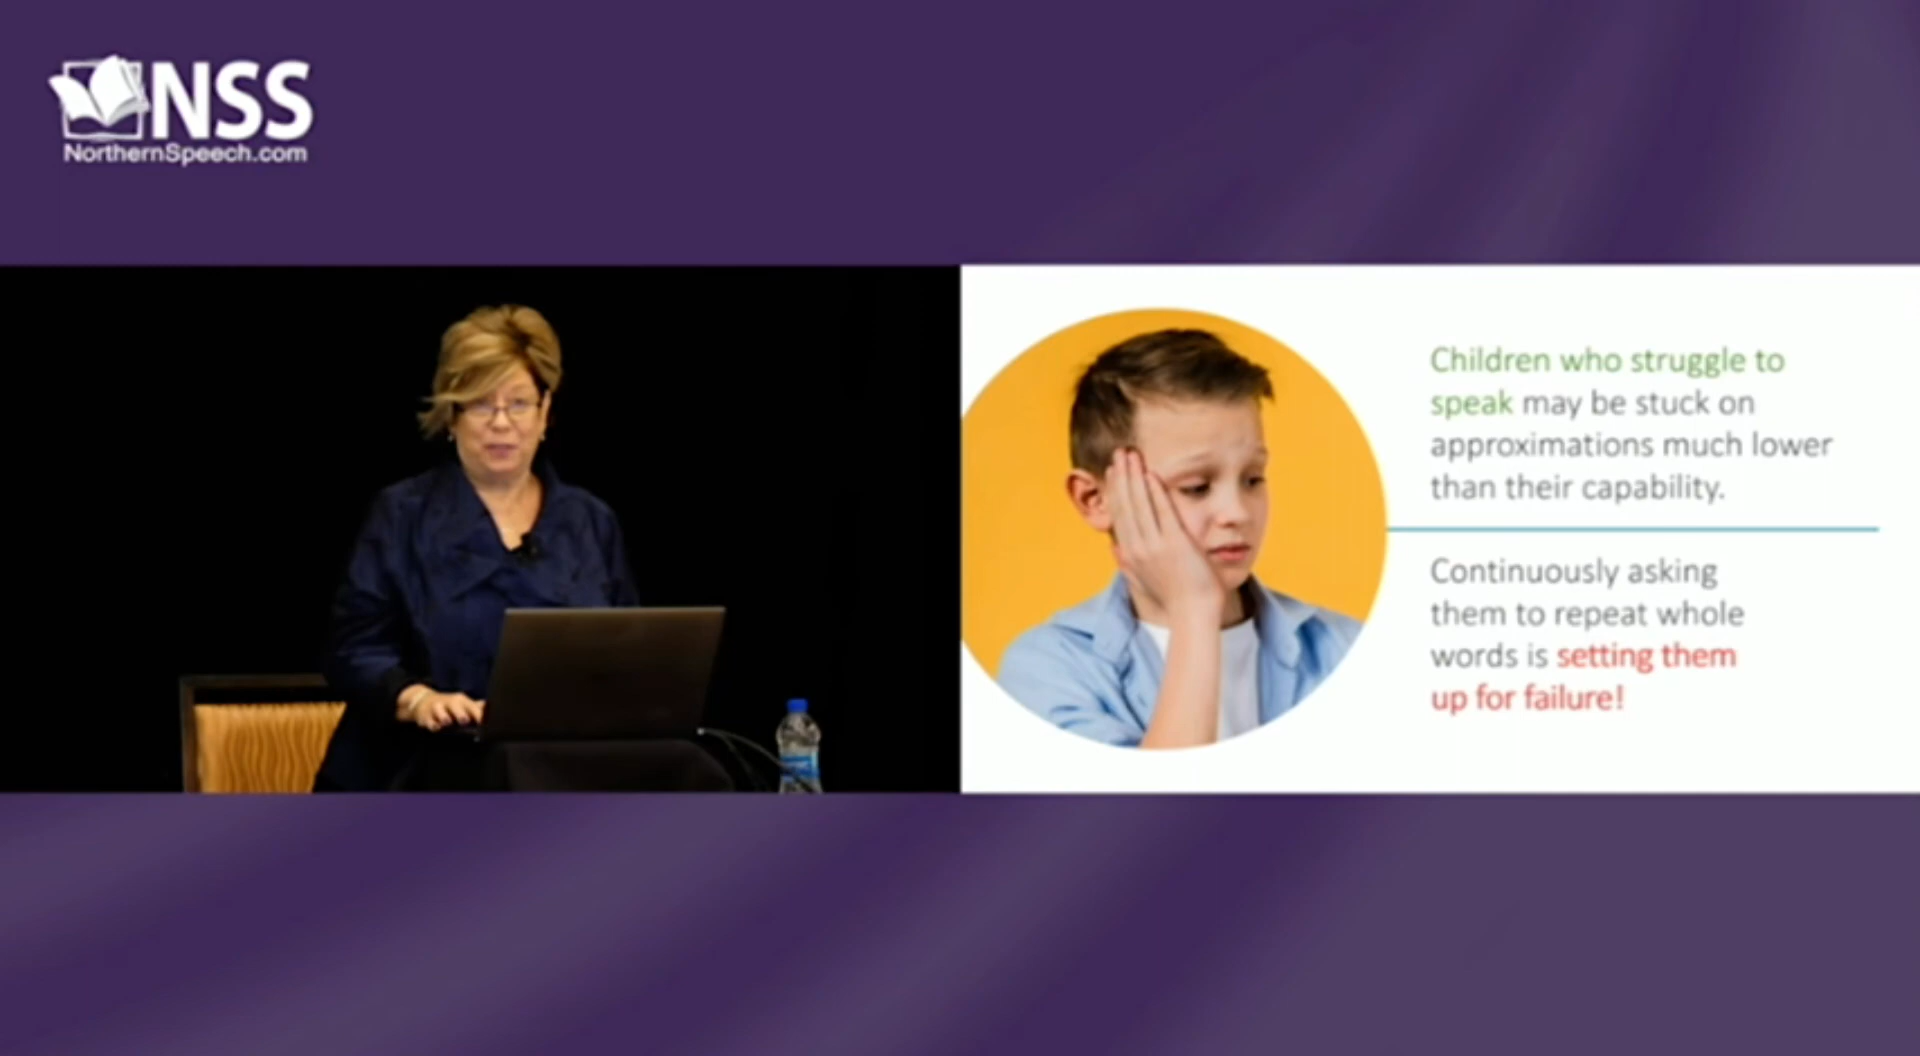 NSS
NorthernSpeech.com
Children who struggle to
speak may be stuck on
approximations much lower
than their capability.
Continuously asking
them to repeat whole
words is setting them
up for failure!